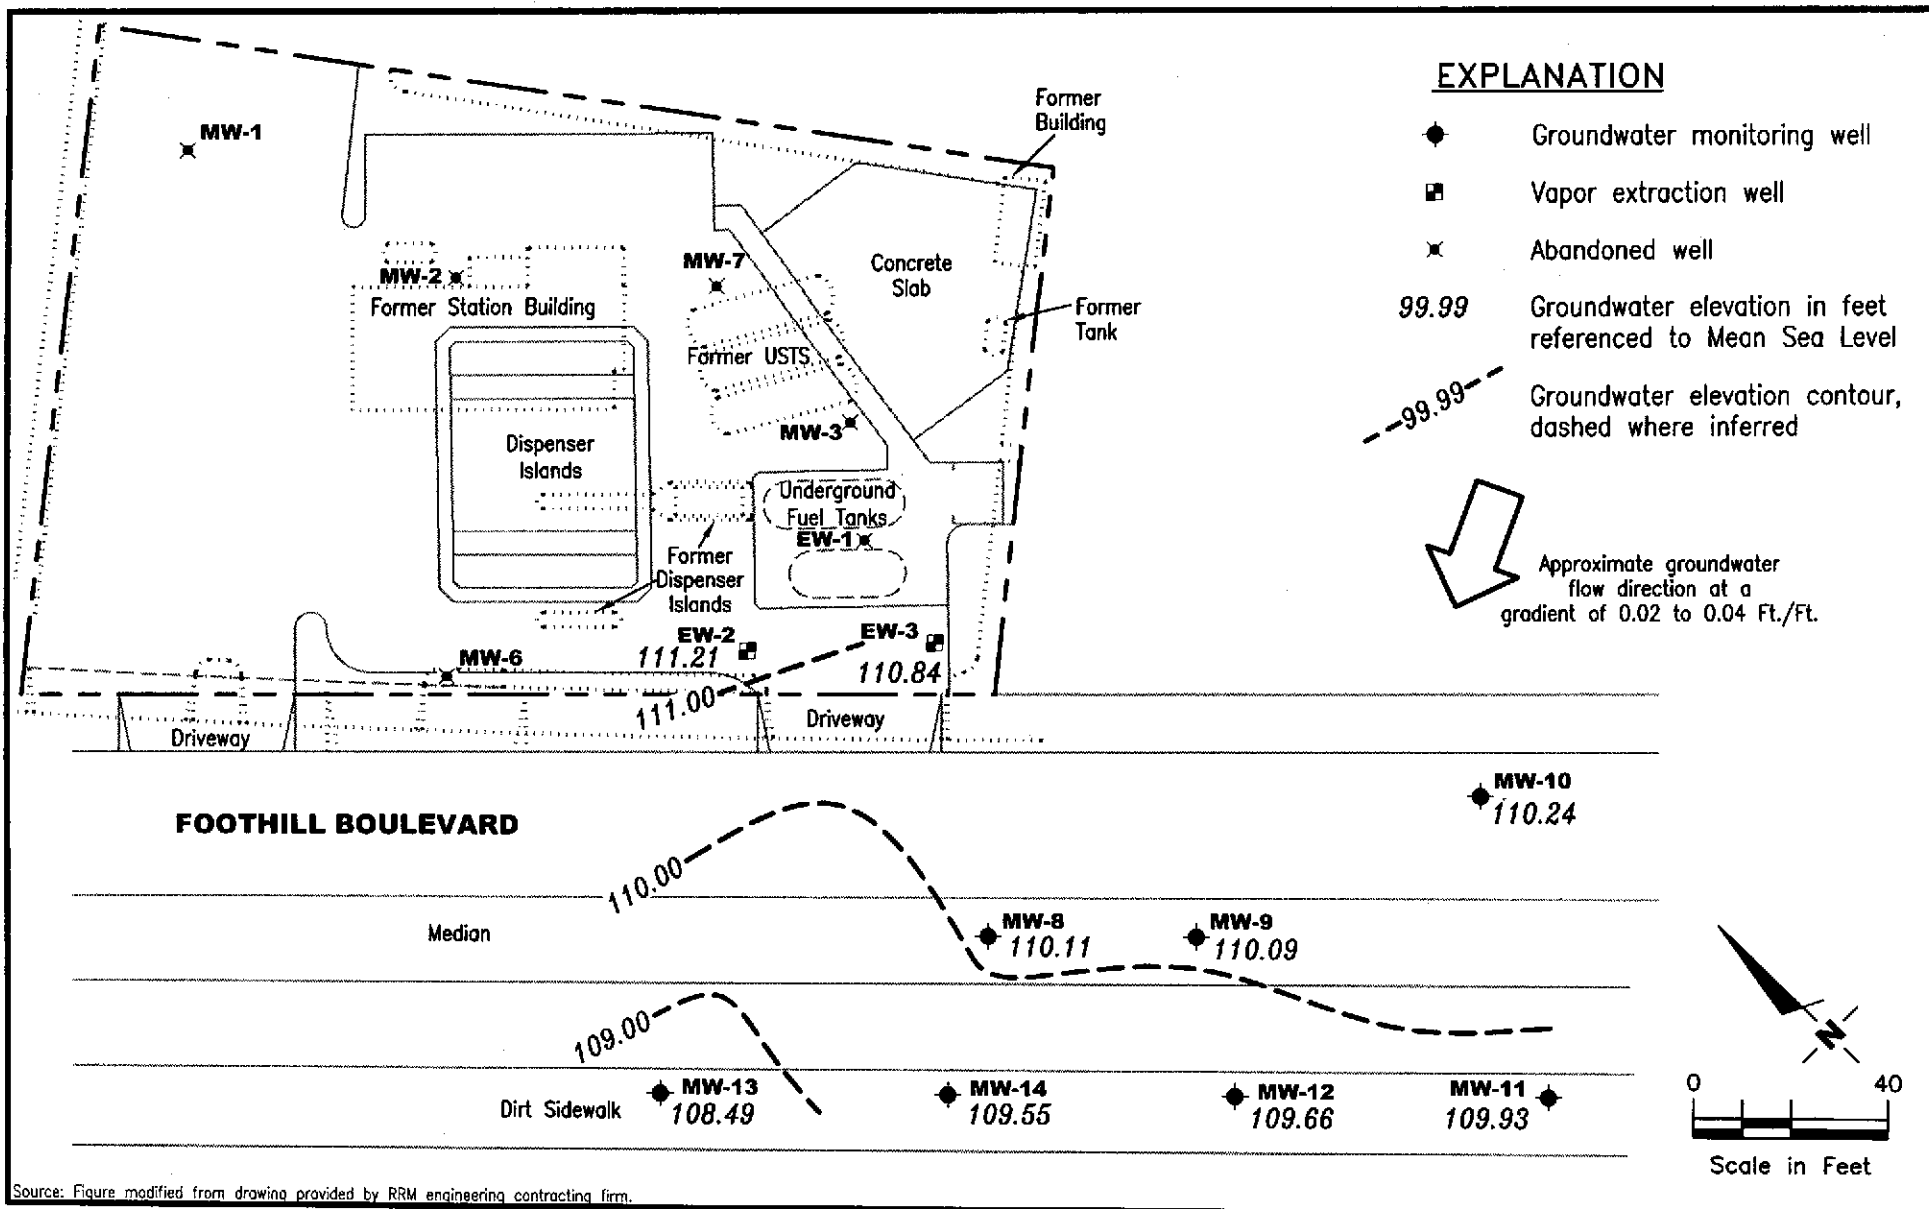 EXPLANATION
Groundwater monitoring well
Vapor extraction well
Abandoned well
99.99
Groundwater elevation in feet
referenced to Mean Sea Level
99.99
Groundwater elevation contour,
dashed where inferred
Approximate groundwater
flow direction at a
gradient of 0.02 to 0.04 Ft./Ft.
MW-1
Former
Building
MW-2
MW-7
Concrete
Slab
Former Station Building
Former
Tank
Former USTS
MW-3
Dispenser
Islands
Underground
Fuel Tanks
EW-1
Former
Dispenser
Islands
EW-2
111.21
EW-3
110.84
MW-6
111.00
Driveway
Driveway
MW-10
110.24
FOOTHILL BOULEVARD
110.00
Median
MW-8
110.11
MW-9
110.09
109.00
MW-13
108.49
Dirt Sidewalk
MW-14
109.55
MW-12
109.66
MW-11
109.93
N
0 40
Scale in Feet
Source: Figure modified from drawing provided by RRM engineering contracting firm.